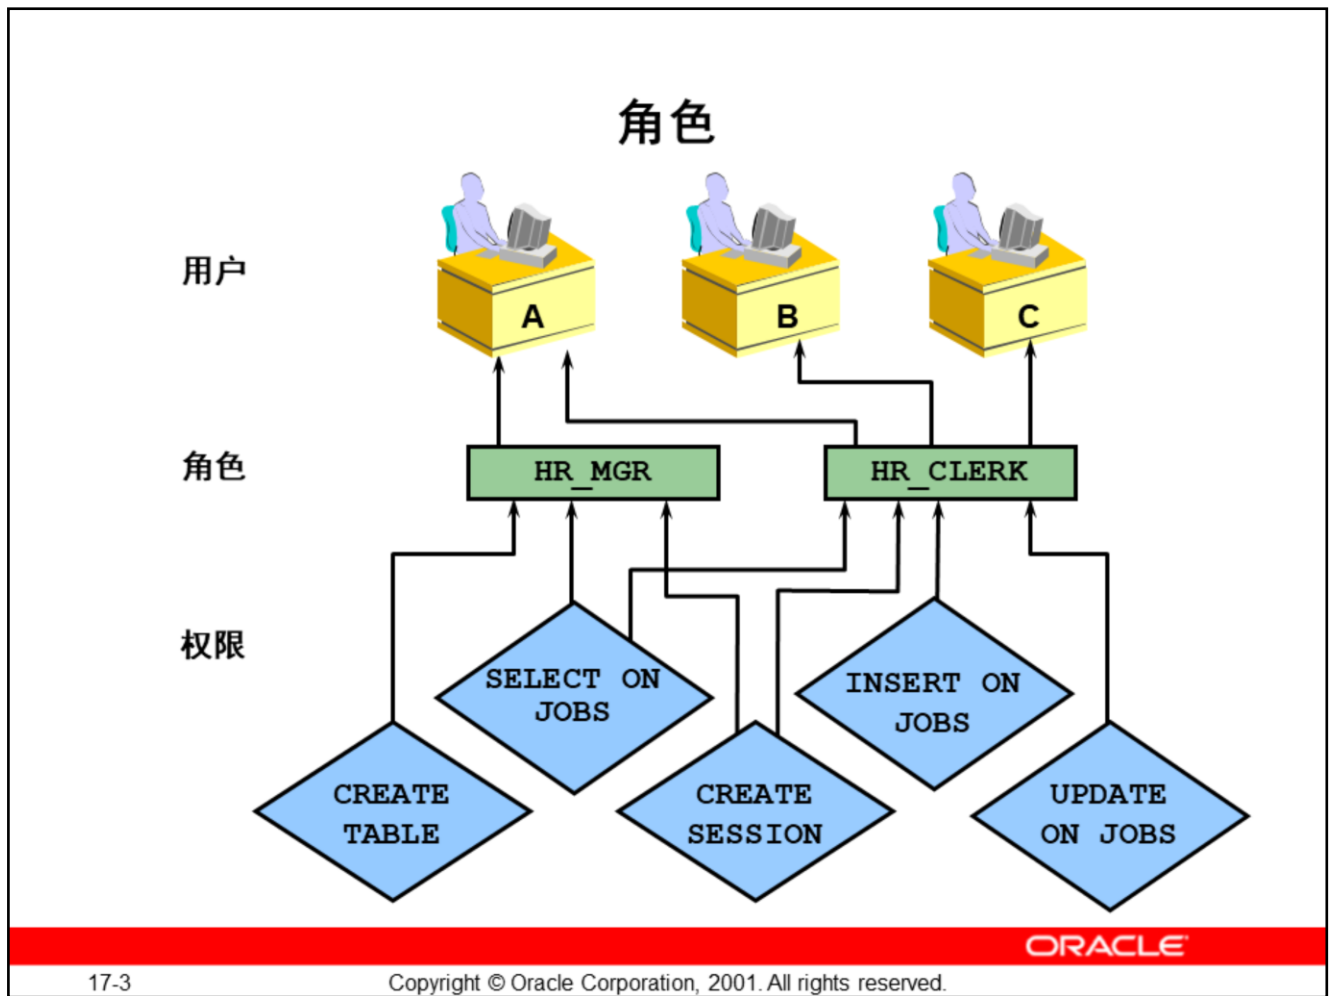 角色
用户
A
B
C
角色
HR_MGR
HR_CLERK
权限
SELECT ON
JOBS
INSERT ON
JOBS
CREATE
TABLE
CREATE
SESSION
UPDATE
ON JOBS
ORACLE
17-3
Copyright © Oracle Corporation, 2001. All rights reserved.